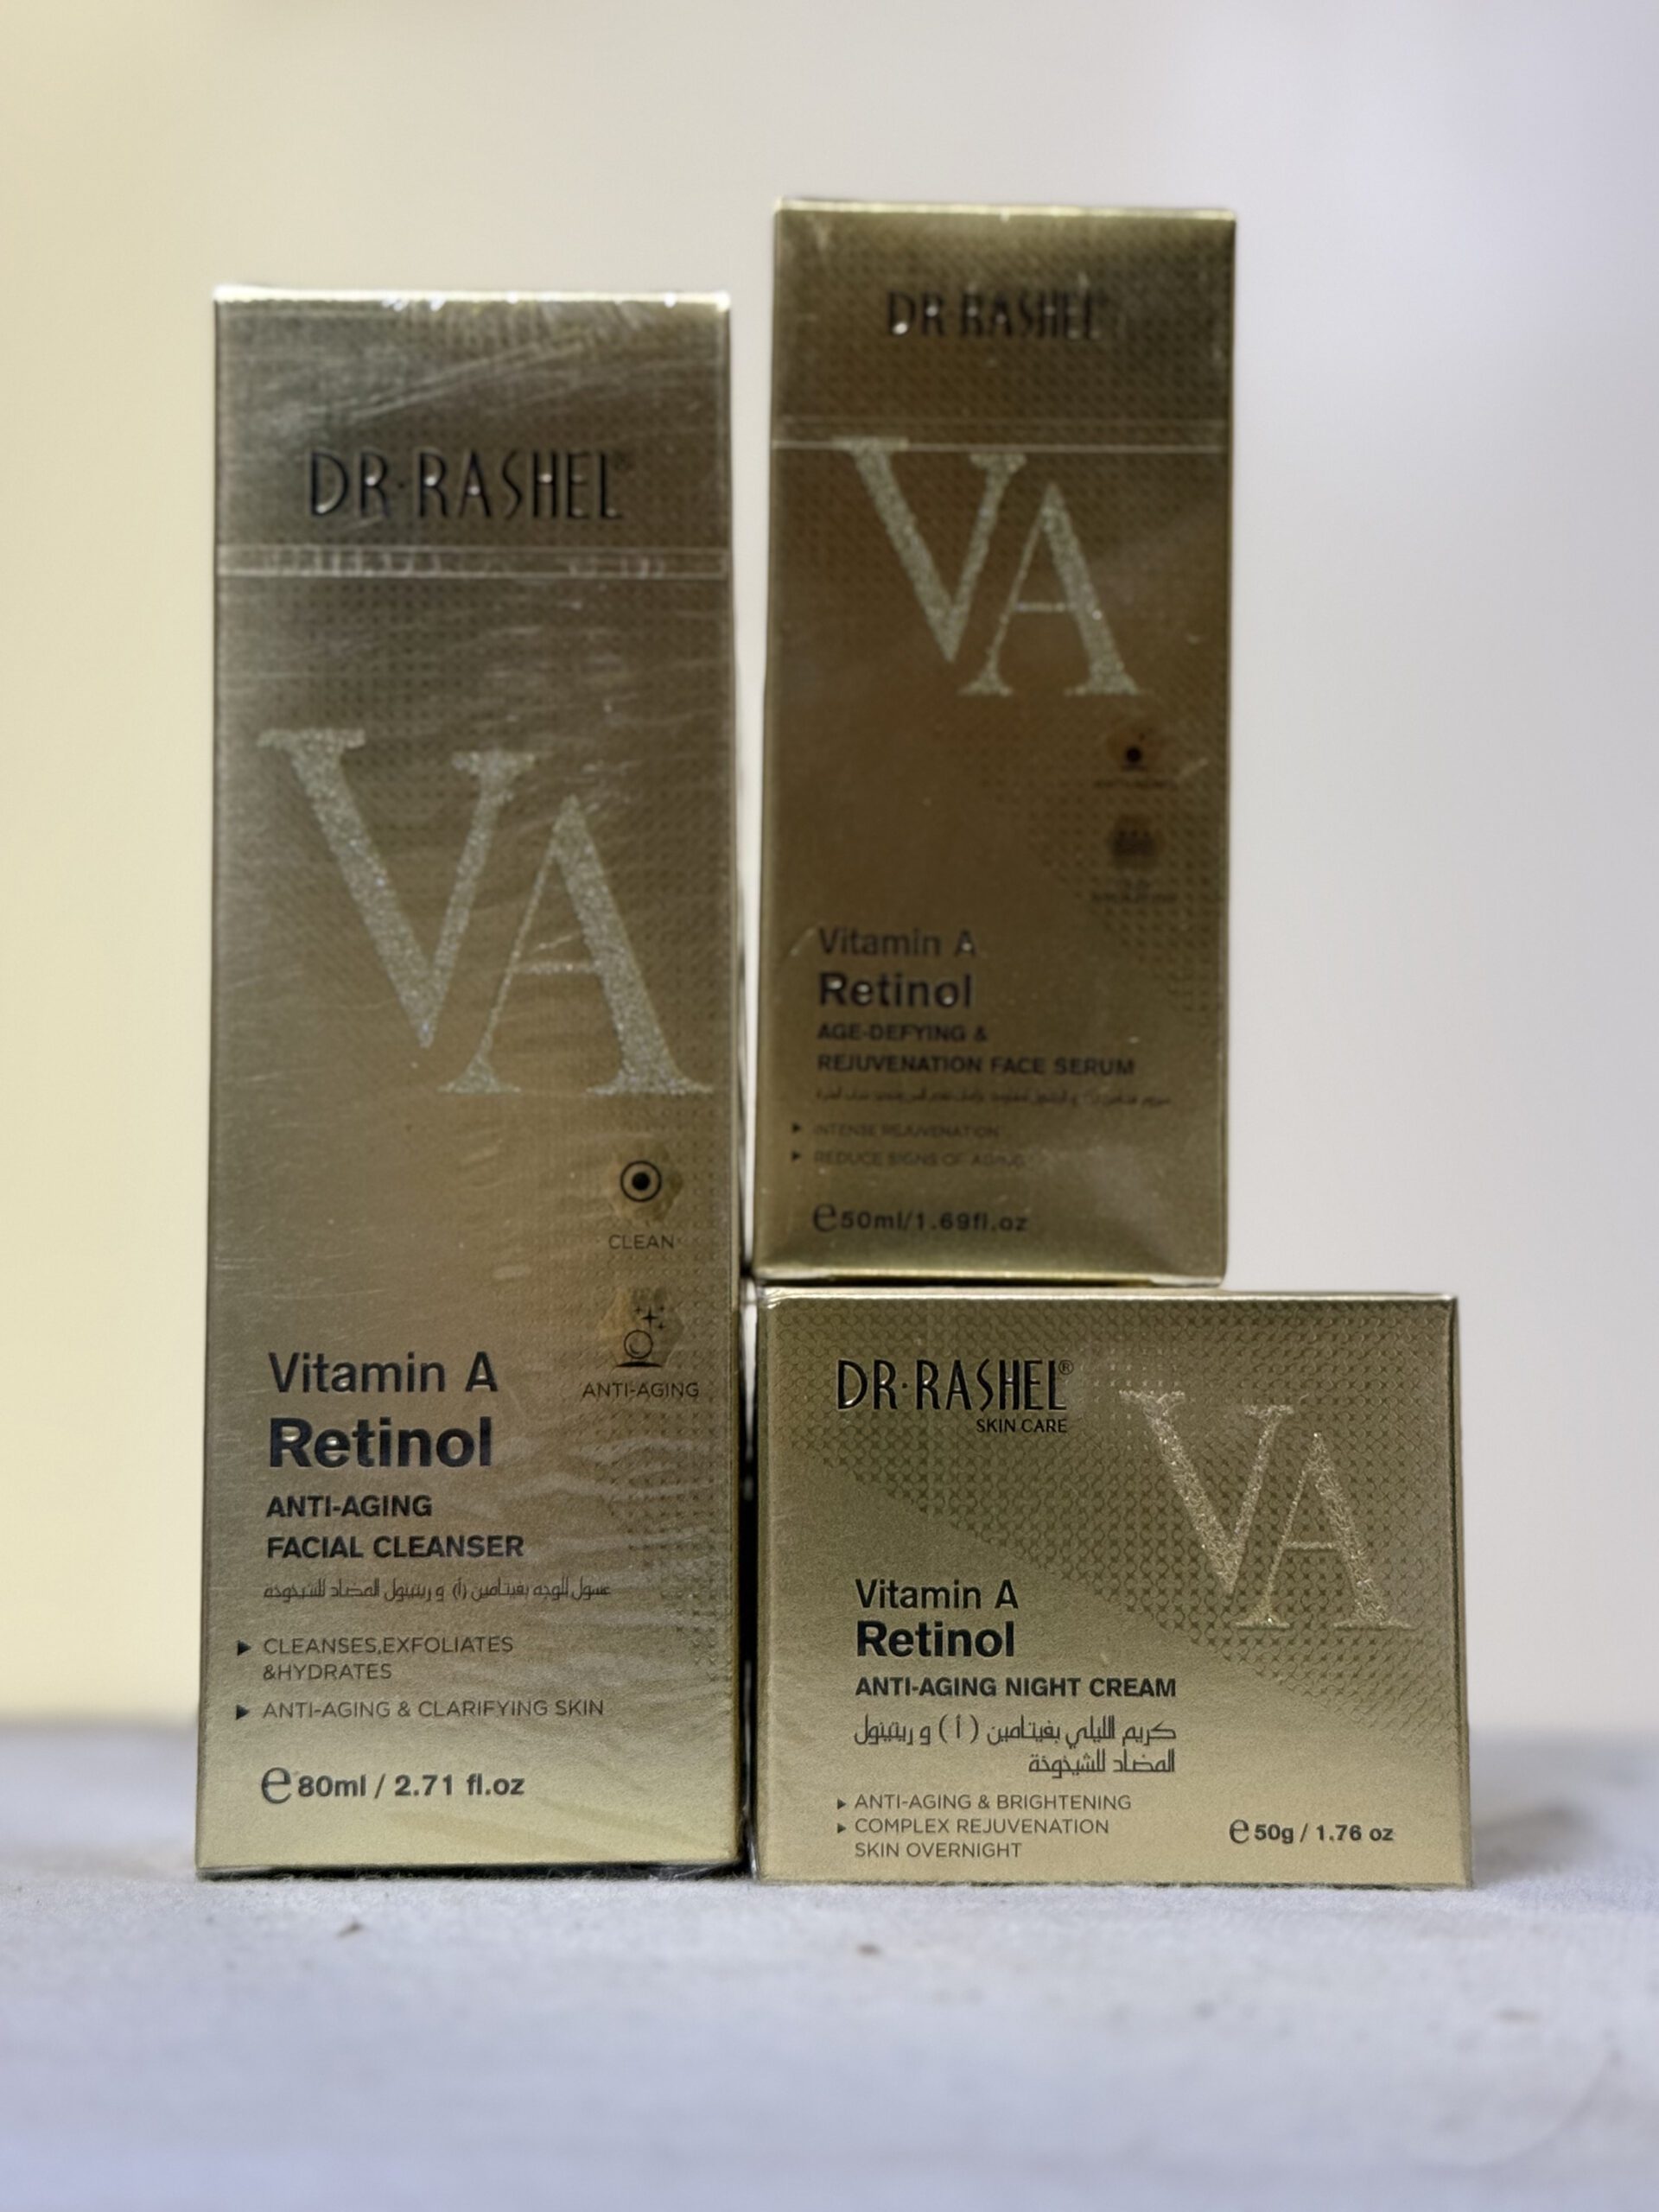 DR·RASHEL
VA
CLEAN
ANTI-AGING
Vitamin A
Retinol
ANTI-AGING
FACIAL CLEANSER
غسول للوجه بفيتامين (أ) و ريتينول المضاد للشيخوخة
CLEANSES,EXFOLIATES
&HYDRATES
ANTI-AGING & CLARIFYING SKIN
e 80ml / 2.71 fl.oz
DR·RASHEL
VA
Vitamin A
Retinol
AGE-DEFYING &
REJUVENATION FACE SERUM
INTENSE REJUVENATION
REDUCE SIGNS OF AGING
e 50ml/1.69fl.oz
DR·RASHEL®
SKIN CARE
VA
Vitamin A
Retinol
ANTI-AGING NIGHT CREAM
كريم الليلي بفيتامين ( أ ) و ريتينول
المضاد للشيخوخة
ANTI-AGING & BRIGHTENING
COMPLEX REJUVENATION
SKIN OVERNIGHT
e 50g / 1.76 oz